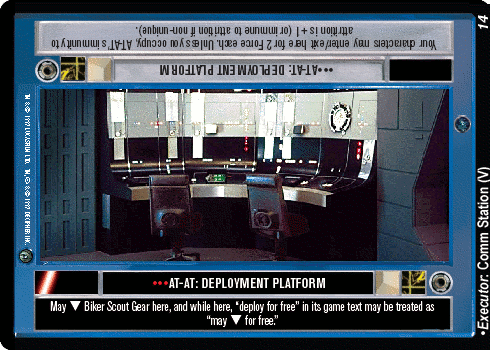 Your characters may enter/exit here for 2 Force each. Unless you occupy, AT-AT's immunity to
attrition is +1 (or immune to attrition if non-unique).
•••AT-AT: DEPLOYMENT PLATFORM
•••AT-AT: DEPLOYMENT PLATFORM
May ▼ Biker Scout Gear here, and while here, "deploy for free" in its game text may be treated as
"may ▼ for free."
14
•Executor: Comm Station (V)